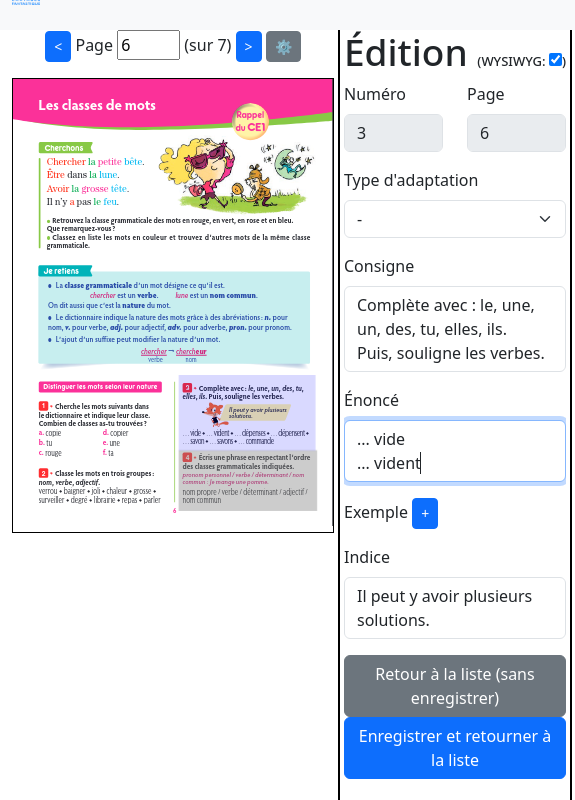 < Page 6 (sur 7) >
Les classes de mots
Rappel
du CE1
Cherchons
Chercher la petite bête.
Être dans la lune.
Avoir la grosse tête.
Il n'y a pas le feu.
• Retrouvez la classe grammaticale des mots en rouge, en vert, en rose et en bleu.
Que remarquez-vous ?
• Classez en liste les mots en couleur et trouvez d'autres mots de la même classe
grammaticale.
Je retiens
• La classe grammaticale d'un mot désigne ce qu'il est.
chercher est un verbe. lune est un nom commun.
On dit aussi que c'est la nature du mot.
• Le dictionnaire indique la nature des mots grâce à des abréviations : n. pour
nom, v. pour verbe, adj. pour adjectif, adv. pour adverbe, pron. pour pronom.
• L'ajout d'un suffixe peut modifier la nature d'un mot.
chercher → chercheur
verbe nom
Distinguer les mots selon leur nature
1 • Cherche les mots suivants dans
le dictionnaire et indique leur classe.
Combien de classes as-tu trouvées ?
a. copie d. copier
b. tu e. une
c. rouge f. ta
2 • Classe les mots en trois groupes :
nom, verbe, adjectif.
verrou • baigner • joli • chaleur • grosse •
surveiller • degré • librairie • repas • parler
3 • Complète avec : le, une, un, des, tu,
elles, ils. Puis, souligne les verbes.
Il peut y avoir plusieurs
solutions.
… vide • … vident • … dépenses • … dépensent •
… savon • … savons • … commande
4 • Écris une phrase en respectant l'ordre
des classes grammaticales indiquées.
pronom personnel / verbe / déterminant / nom
commun : Je mange une pomme.
nom propre / verbe / déterminant / adjectif /
nom commun
6
Édition (WYSIWYG: )
Numéro Page
3 6
Type d'adaptation
-
Consigne
Complète avec : le, une,
un, des, tu, elles, ils.
Puis, souligne les verbes.
Énoncé
... vide
... vident
Exemple +
Indice
Il peut y avoir plusieurs
solutions.
Retour à la liste (sans
enregistrer)
Enregistrer et retourner à
la liste